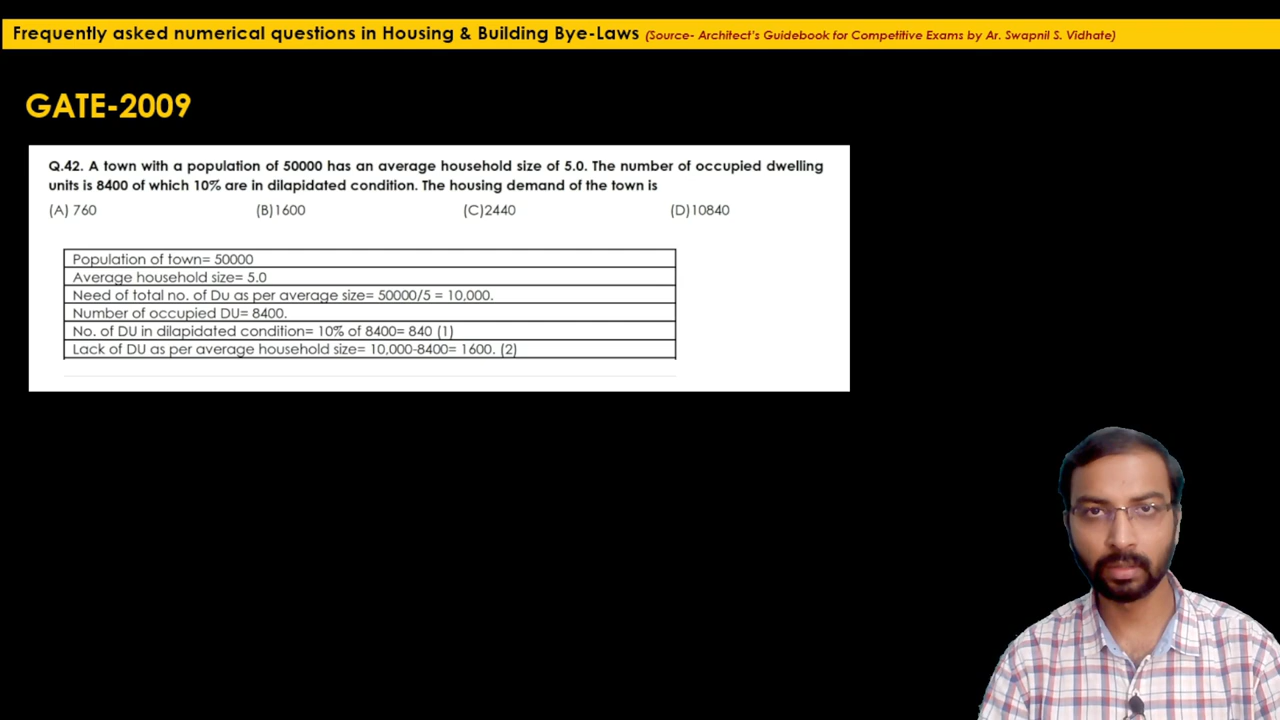 Frequently asked numerical questions in Housing & Building Bye-Laws (Source- Architect's Guidebook for Competitive Exams by Ar. Swapnil S. Vidhate)
GATE-2009
Q.42. A town with a population of 50000 has an average household size of 5.0. The number of occupied dwelling
units is 8400 of which 10% are in dilapidated condition. The housing demand of the town is
(A) 760 (B)1600 (C)2440 (D)10840
Population of town= 50000
Average household size= 5.0
Need of total no. of Du as per average size= 50000/5 = 10,000.
Number of occupied DU= 8400.
No. of DU in dilapidated condition= 10% of 8400= 840 (1)
Lack of DU as per average household size= 10,000-8400= 1600. (2)